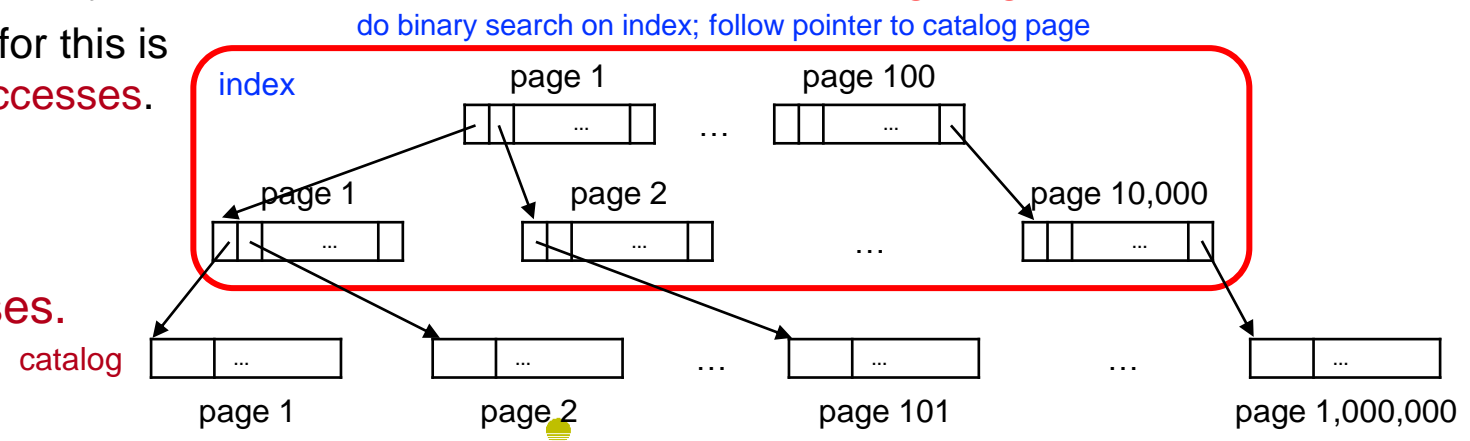 do binary search on index; follow pointer to catalog page
for this is
ccesses.
index
page 1 page 100
... ... ...
page 1 page 2 page 10,000
... ... ... ...
ses.
catalog
... ... ... ... ... ...
page 1 page 2 page 101 page 1,000,000